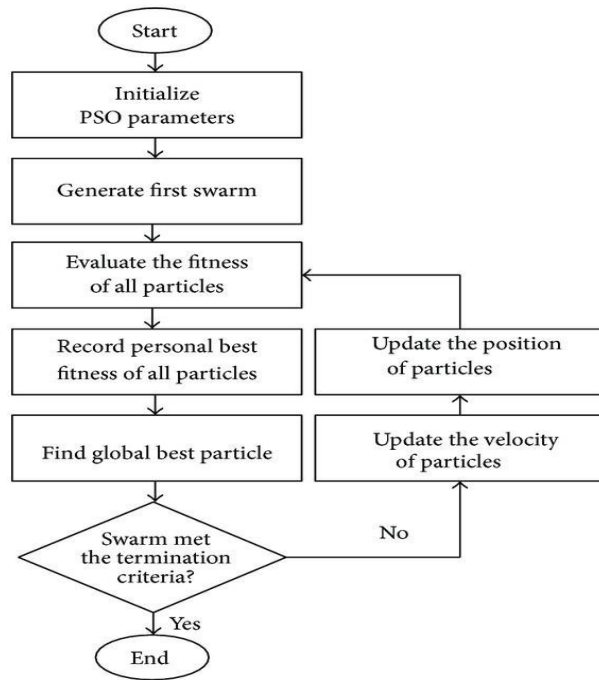 Start
Initialize
PSO parameters
Generate first swarm
Evaluate the fitness
of all particles
Record personal best
fitness of all particles
Find global best particle
Swarm met
the termination
criteria?
No
Update the velocity
of particles
Update the position
of particles
Yes
End